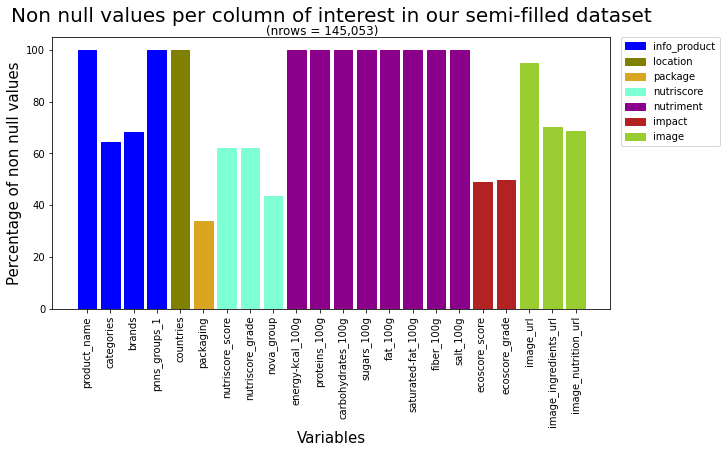 Non null values per column of interest in our semi-filled dataset
(nrows = 145,053)
Percentage of non null values
100
80
60
40
20
0
product_name
categories
brands
pnns_groups_1
countries
packaging
nutriscore_score
nutriscore_grade
nova_group
energy-kcal_100g
proteins_100g
carbohydrates_100g
sugars_100g
fat_100g
saturated-fat_100g
fiber_100g
salt_100g
ecoscore_score
ecoscore_grade
image_url
image_ingredients_url
image_nutrition_url
Variables
info_product
location
package
nutriscore
nutriment
impact
image